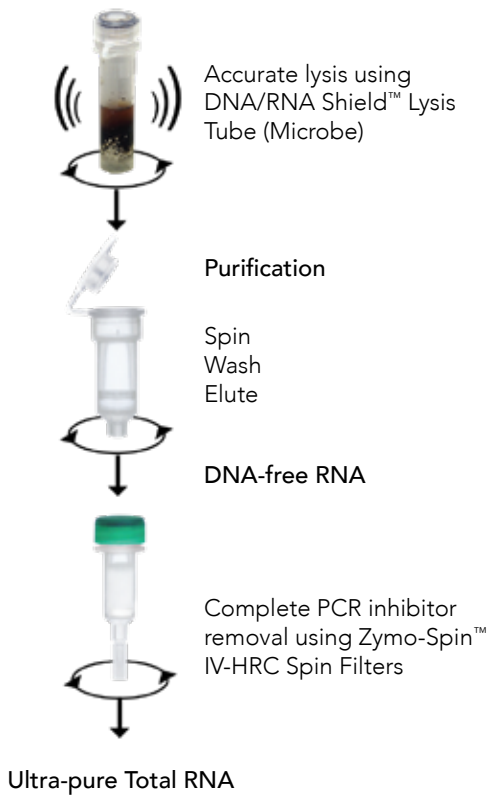 Accurate lysis using
DNA/RNA Shield™ Lysis
Tube (Microbe)
Purification
Spin
Wash
Elute
DNA-free RNA
Complete PCR inhibitor
removal using Zymo-Spin™
IV-HRC Spin Filters
Ultra-pure Total RNA